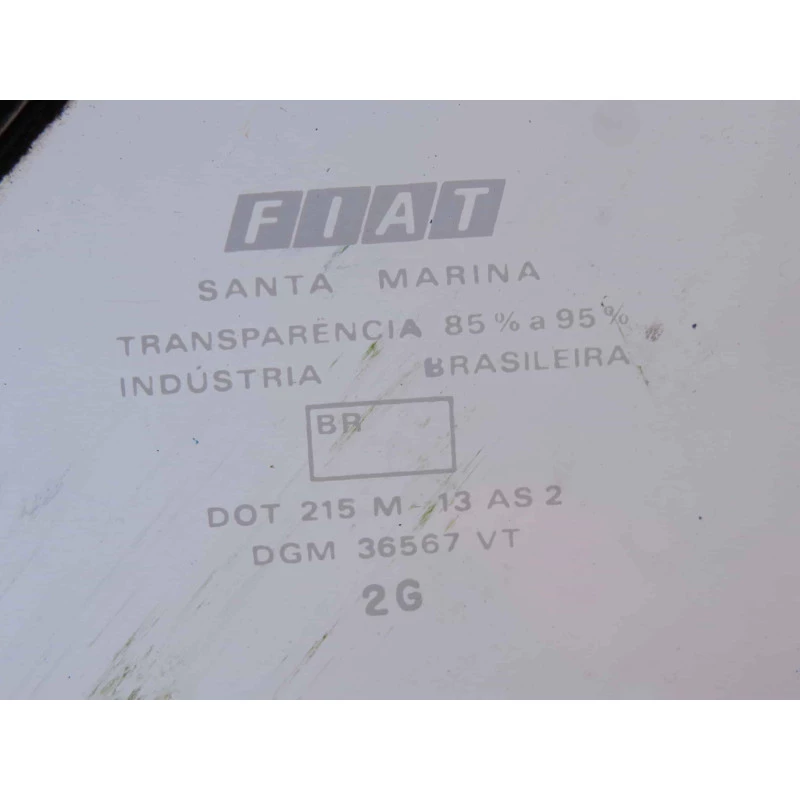 FIAT
SANTA MARINA
TRANSPARÊNCIA 85% a 95%
INDÚSTRIA BRASILEIRA
BR
DOT 215 M-13 AS 2
DGM 36567 VT
2G